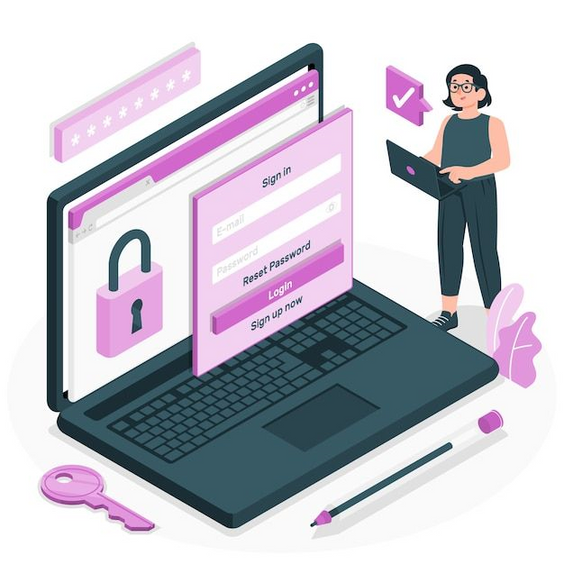 ********
Sign in
E-mail
Password
Reset Password
Login
Sign up now